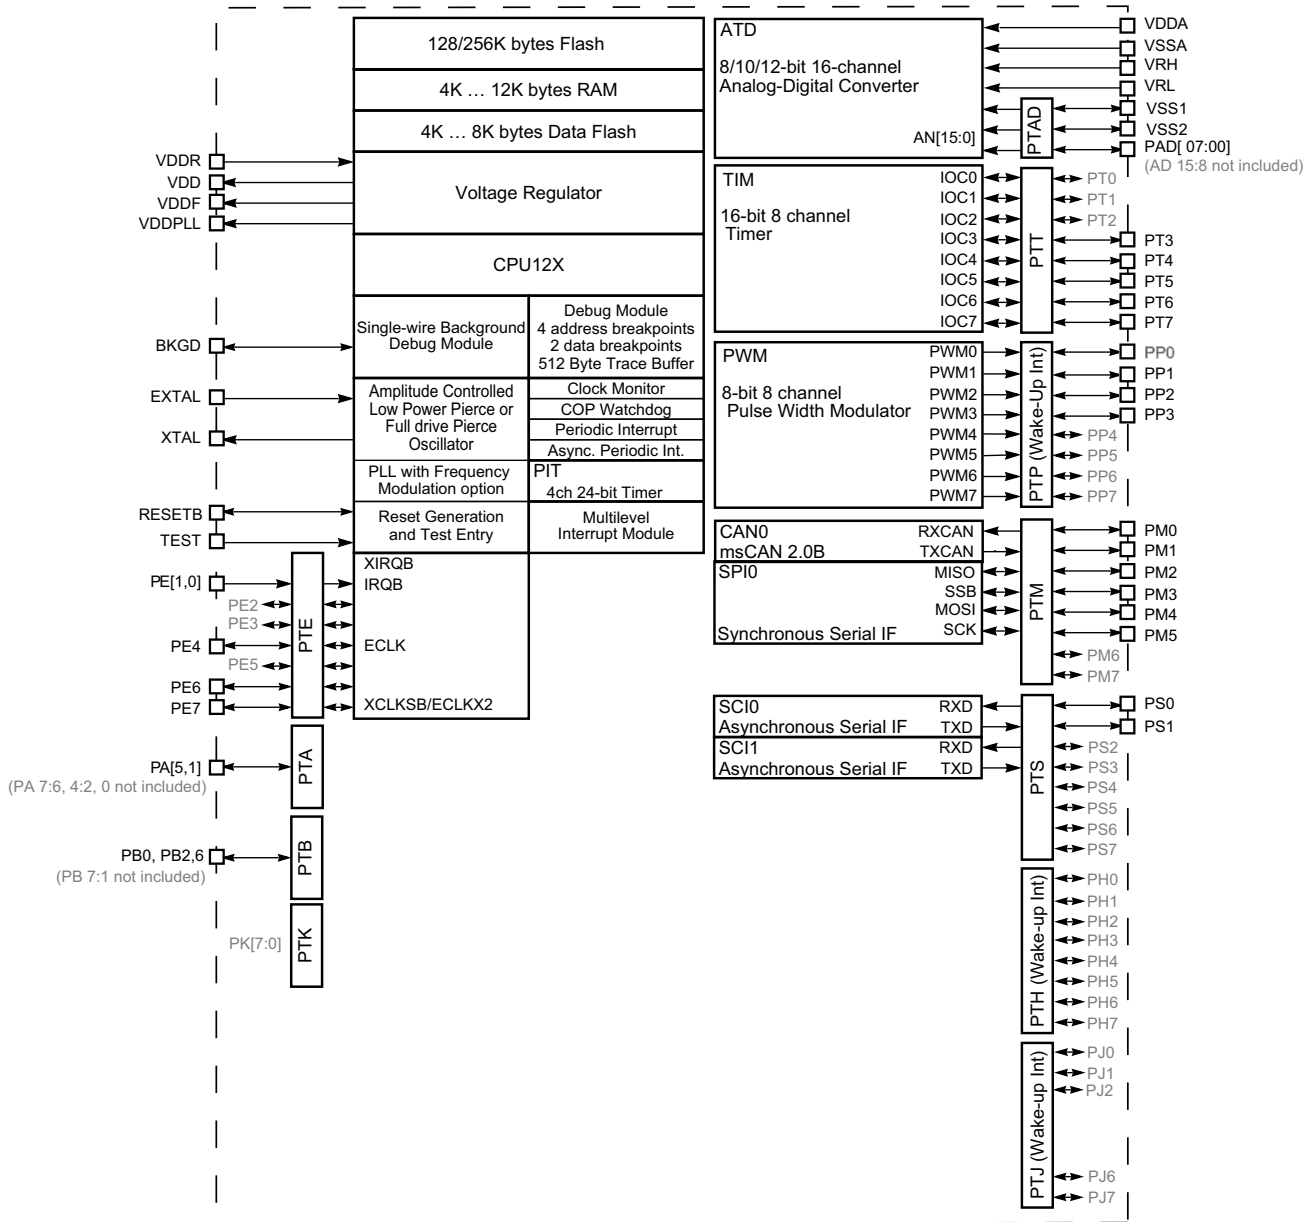 128/256K bytes Flash
4K … 12K bytes RAM
4K … 8K bytes Data Flash
VDDR
VDD
VDDF
VDDPLL
Voltage Regulator
CPU12X
BKGD
Single-wire Background
Debug Module
Debug Module
4 address breakpoints
2 data breakpoints
512 Byte Trace Buffer
EXTAL
XTAL
Amplitude Controlled
Low Power Pierce or
Full drive Pierce
Oscillator
Clock Monitor
COP Watchdog
Periodic Interrupt
Async. Periodic Int.
PLL with Frequency
Modulation option
PIT
4ch 24-bit Timer
RESETB
TEST
Reset Generation
and Test Entry
Multilevel
Interrupt Module
PE[1,0]
PE2
PE3
PE4
PE5
PE6
PE7
PTE
XIRQB
IRQB
ECLK
XCLKSB/ECLKX2
PA[5,1]
(PA 7:6, 4:2, 0 not included)
PTA
PB0, PB2,6
(PB 7:1 not included)
PTB
PK[7:0]
PTK
ATD
8/10/12-bit 16-channel
Analog-Digital Converter
AN[15:0]
PTAD
VDDA
VSSA
VRH
VRL
VSS1
VSS2
PAD[ 07:00]
(AD 15:8 not included)
TIM
16-bit 8 channel
Timer
IOC0
IOC1
IOC2
IOC3
IOC4
IOC5
IOC6
IOC7
PTT
PT0
PT1
PT2
PT3
PT4
PT5
PT6
PT7
PWM
8-bit 8 channel
Pulse Width Modulator
PWM0
PWM1
PWM2
PWM3
PWM4
PWM5
PWM6
PWM7
PTP (Wake-Up Int)
PP0
PP1
PP2
PP3
PP4
PP5
PP6
PP7
CAN0
msCAN 2.0B
RXCAN
TXCAN
SPI0
Synchronous Serial IF
MISO
SSB
MOSI
SCK
PTM
PM0
PM1
PM2
PM3
PM4
PM5
PM6
PM7
SCI0
Asynchronous Serial IF
RXD
TXD
SCI1
Asynchronous Serial IF
RXD
TXD
PTS
PS0
PS1
PS2
PS3
PS4
PS5
PS6
PS7
PTH (Wake-up Int)
PH0
PH1
PH2
PH3
PH4
PH5
PH6
PH7
PTJ (Wake-up Int)
PJ0
PJ1
PJ2
PJ6
PJ7